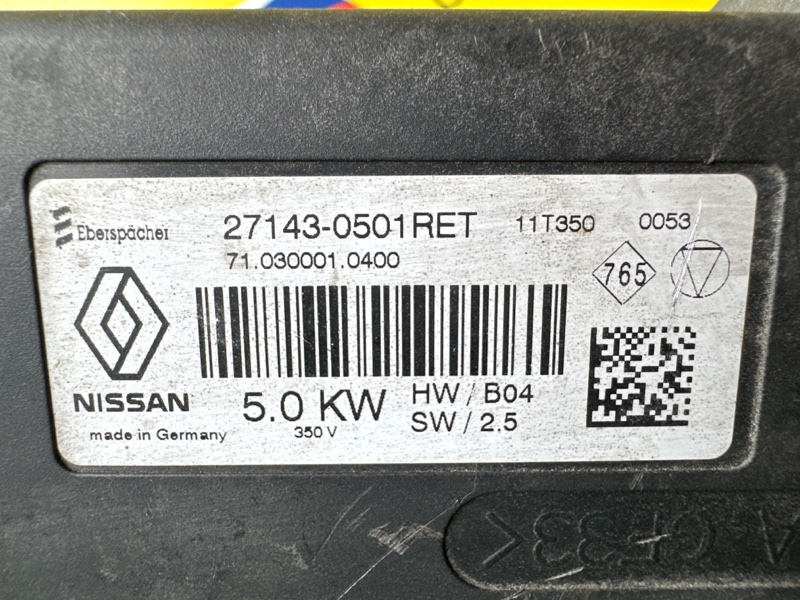 Eberspächer
27143-0501RET 11T350 0053
71.030001.0400
765
NISSAN
5.0 KW HW / B04
350 V SW / 2.5
made in Germany
GF33<